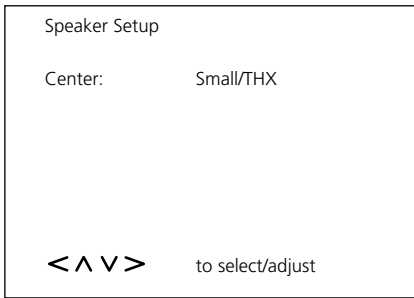 Speaker Setup
Center: Small/THX
< ∧ ∨ > to select/adjust